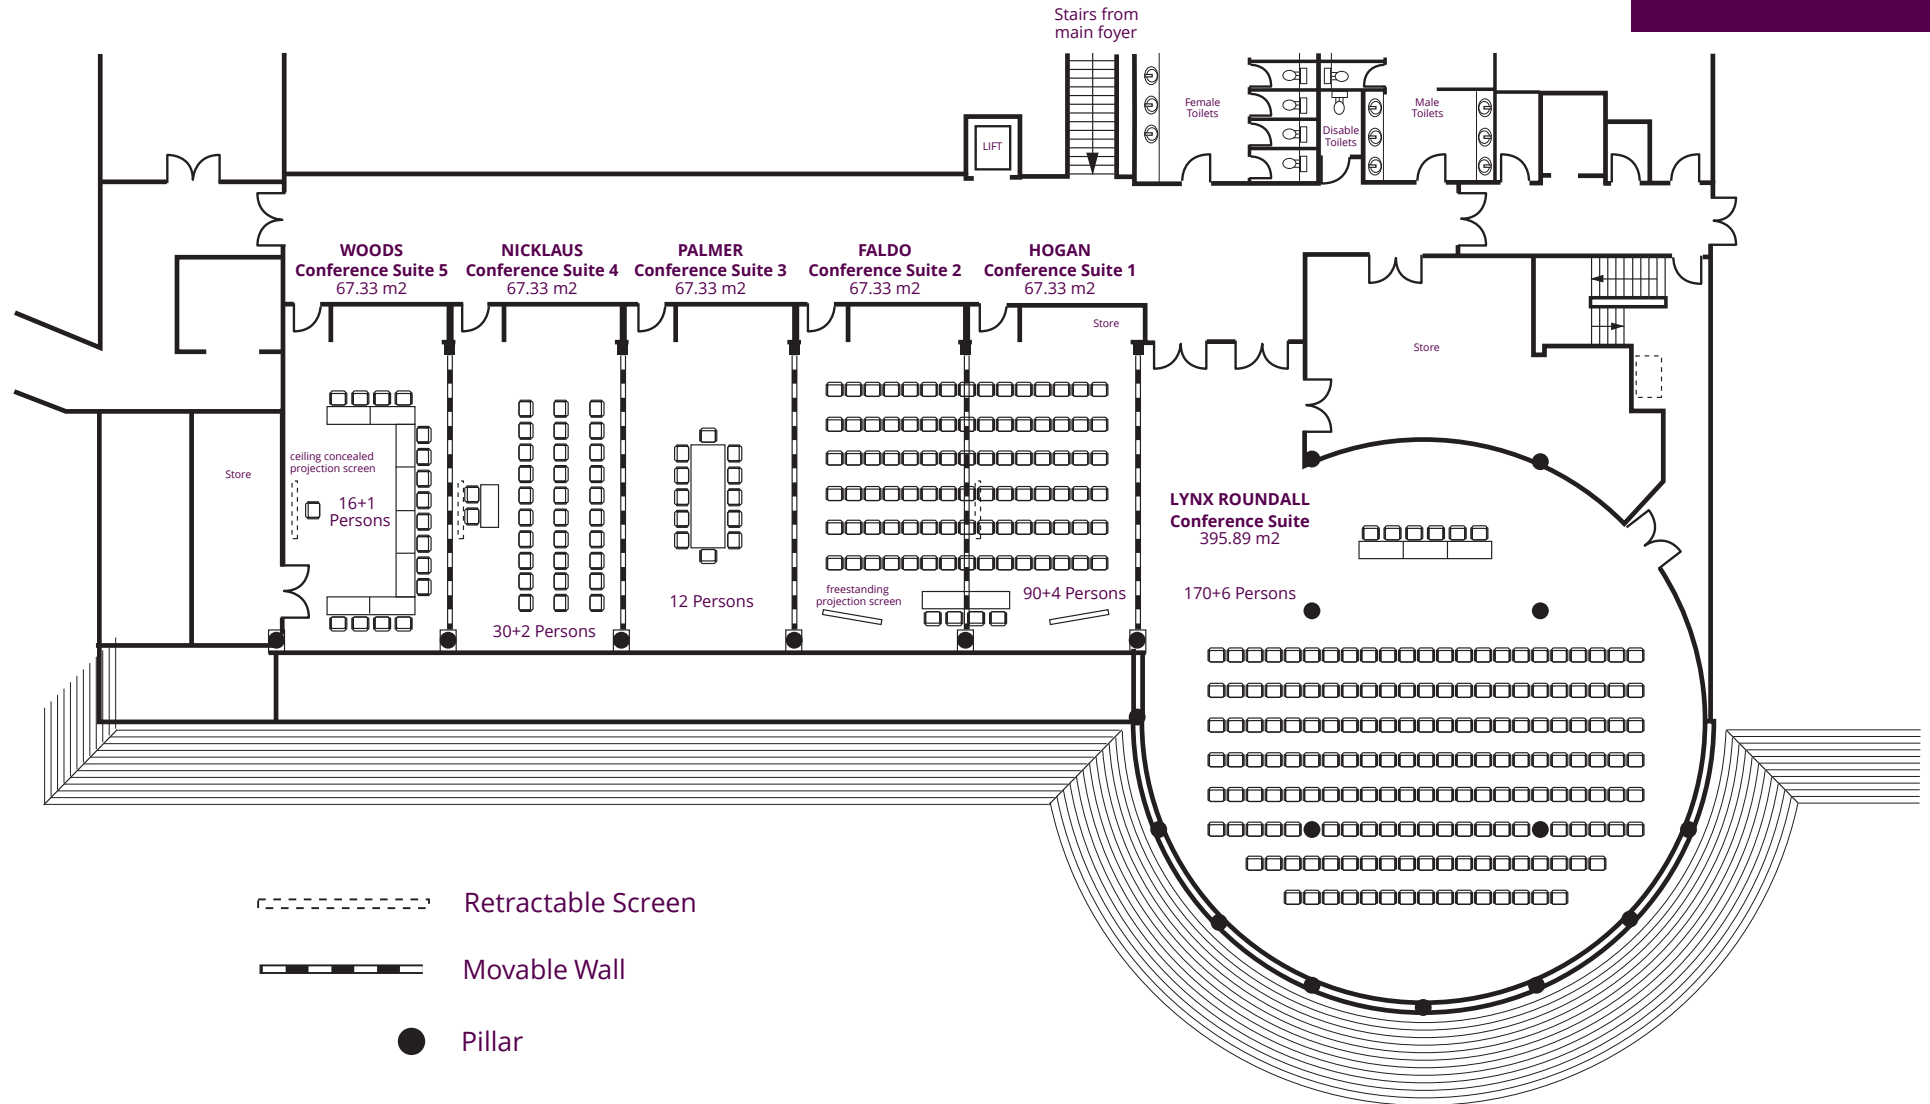 Stairs from
main foyer
Female
Toilets
Male
Toilets
Disable
Toilets
LIFT
WOODS
Conference Suite 5
67.33 m2
NICKLAUS
Conference Suite 4
67.33 m2
PALMER
Conference Suite 3
67.33 m2
FALDO
Conference Suite 2
67.33 m2
HOGAN
Conference Suite 1
67.33 m2
Store
Store
ceiling concealed
projection screen
Store
16+1
Persons
LYNX ROUNDALL
Conference Suite
395.89 m2
freestanding
projection screen
90+4 Persons
170+6 Persons
12 Persons
30+2 Persons
Retractable Screen
Movable Wall
Pillar